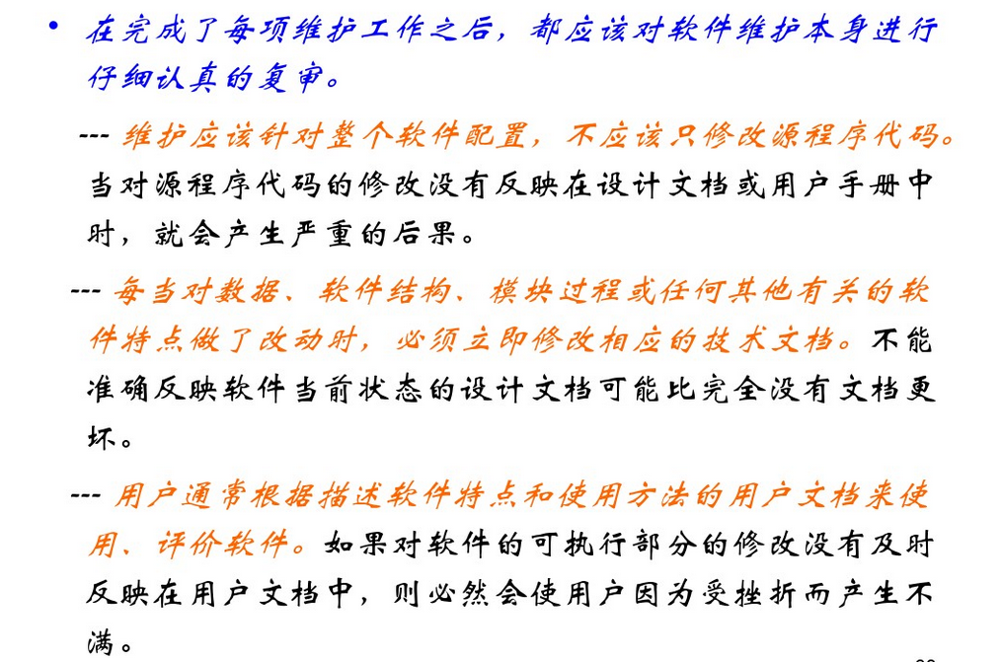 • 在完成了每项维护工作之后，都应该对软件维护本身进行
仔细认真的复审。
--- 维护应该针对整个软件配置，不应该只修改源程序代码。
当对源程序代码的修改没有反映在设计文档或用户手册中
时，就会产生严重的后果。
--- 每当对数据、软件结构、模块过程或任何其他有关的软
件特点做了改动时，必须立即修改相应的技术文档。不能
准确反映软件当前状态的设计文档可能比完全没有文档更
坏。
--- 用户通常根据描述软件特点和使用方法的用户文档来使
用、评价软件。如果对软件的可执行部分的修改没有及时
反映在用户文档中，则必然会使用户因为受挫折而产生不
满。